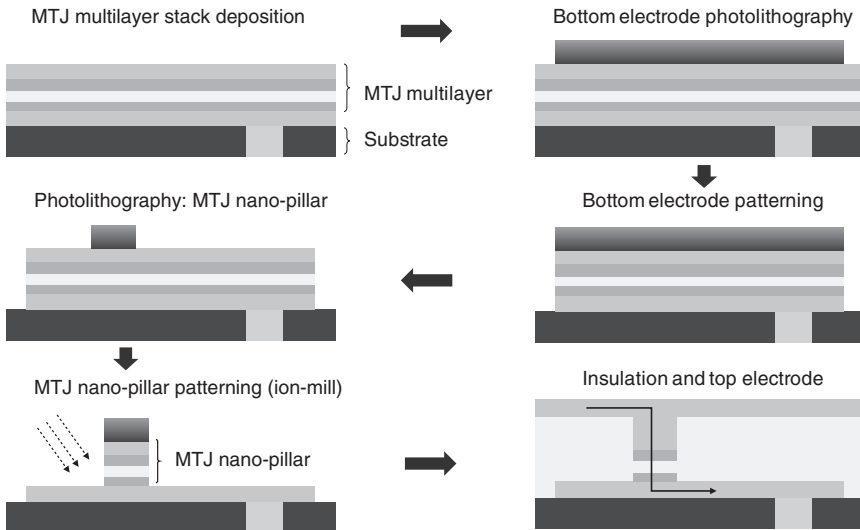 MTJ multilayer stack deposition
Bottom electrode photolithography
MTJ multilayer
Substrate
Photolithography: MTJ nano-pillar
Bottom electrode patterning
MTJ nano-pillar patterning (ion-mill)
Insulation and top electrode
MTJ nano-pillar